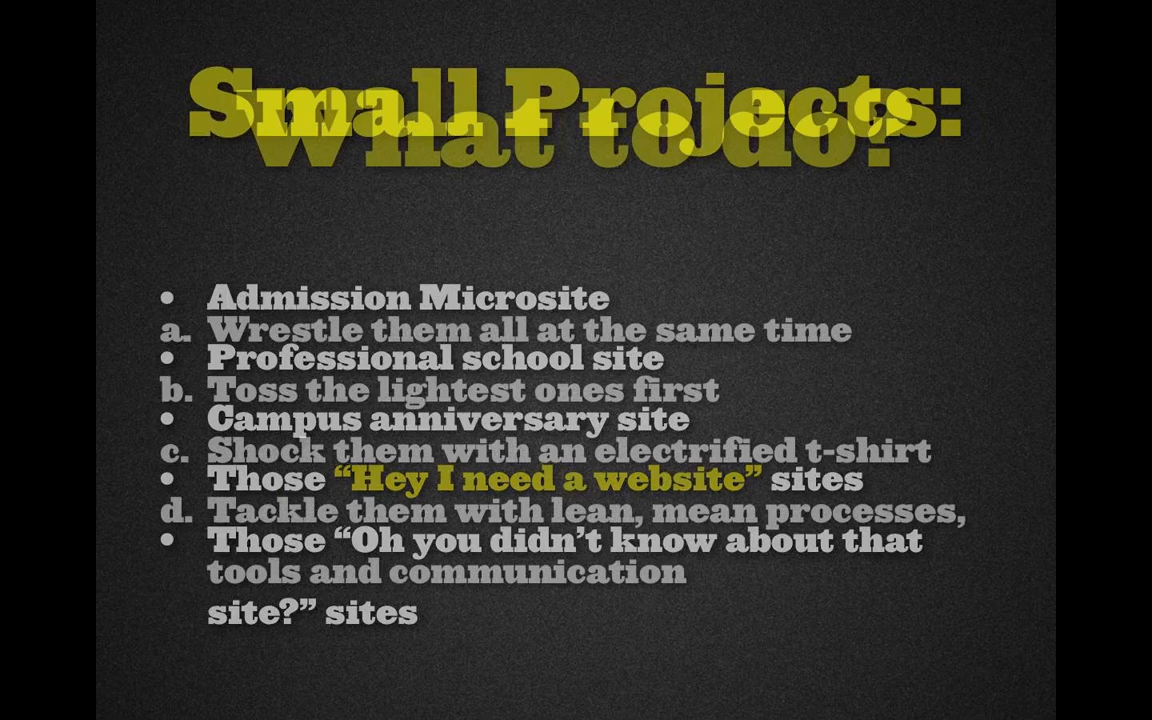 Small Projects:
What to do?
• Admission Microsite
a. Wrestle them all at the same time
• Professional school site
b. Toss the lightest ones first
• Campus anniversary site
c. Shock them with an electrified t-shirt
• Those “Hey I need a website” sites
d. Tackle them with lean, mean processes,
• Those “Oh you didn’t know about that
tools and communication
site?” sites